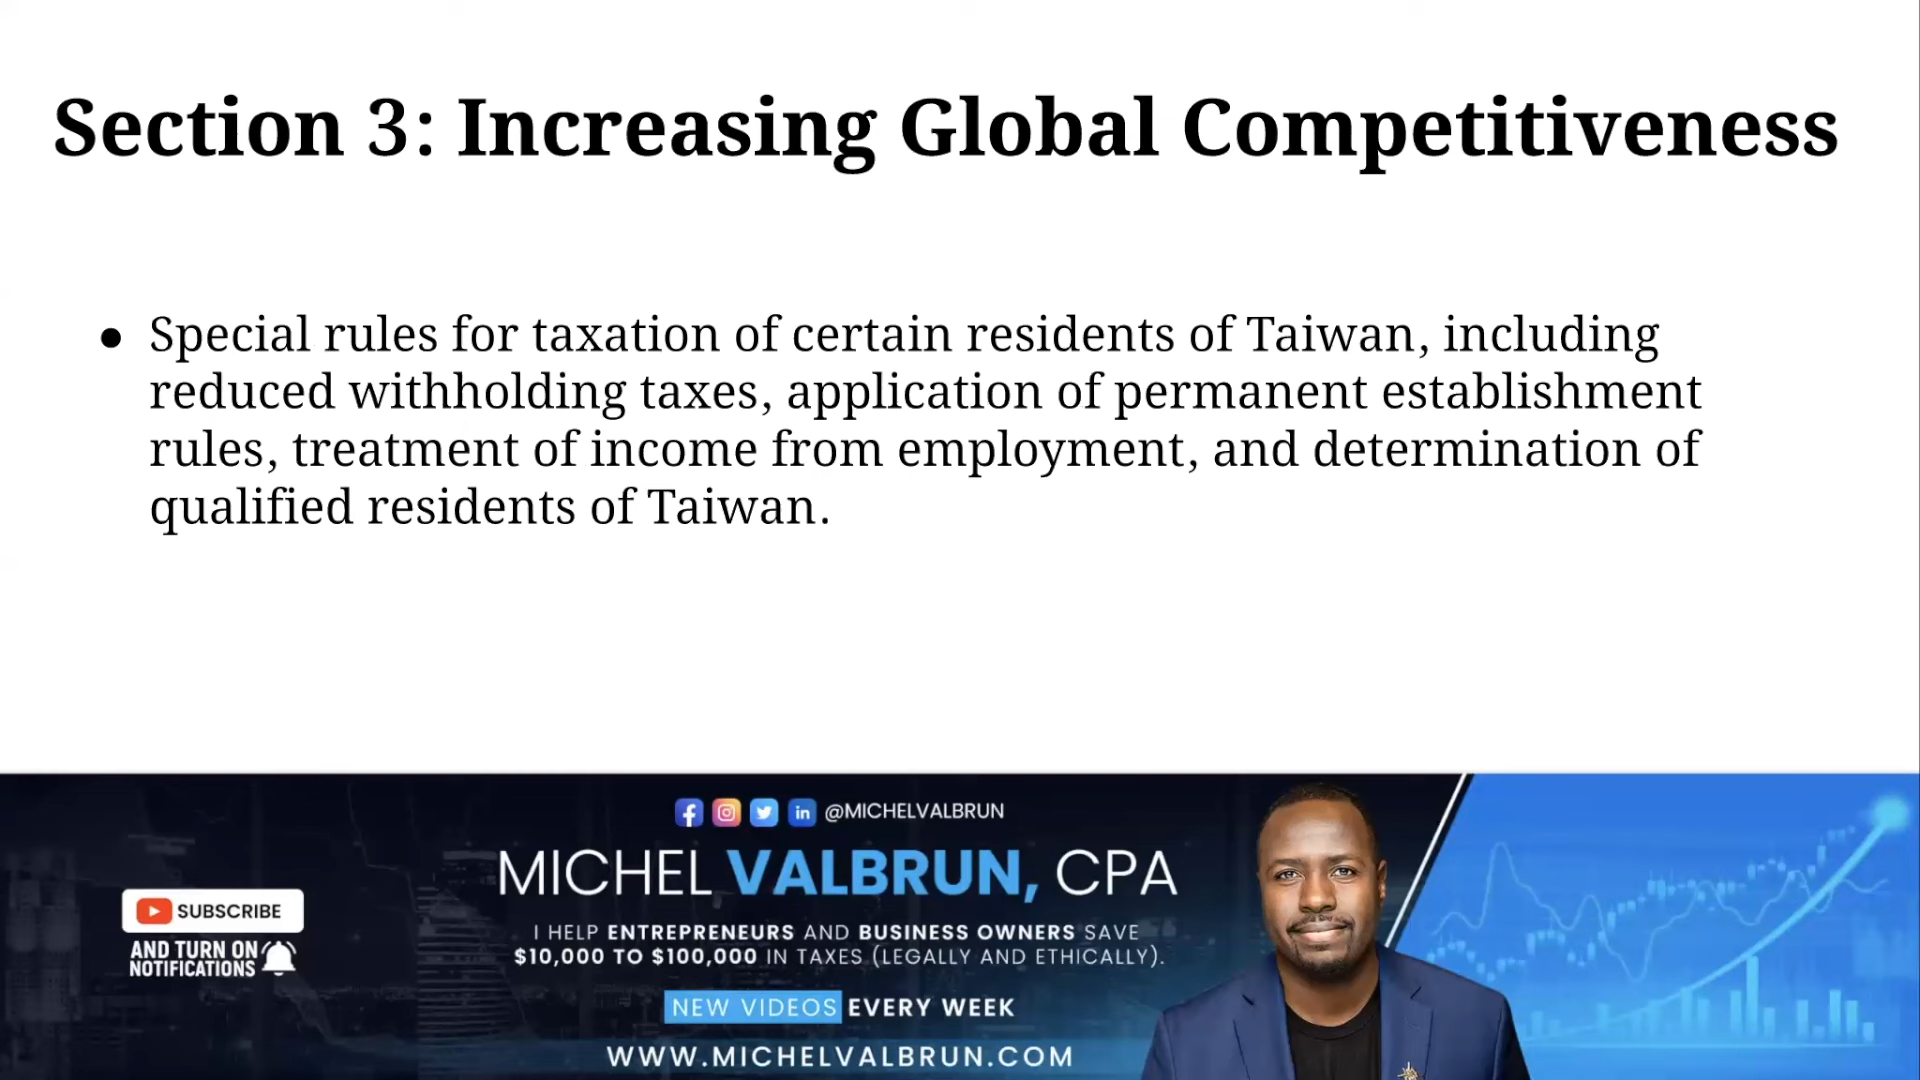 Section 3: Increasing Global Competitiveness
● Special rules for taxation of certain residents of Taiwan, including
reduced withholding taxes, application of permanent establishment
rules, treatment of income from employment, and determination of
qualified residents of Taiwan.
@MICHELVALBRUN
MICHEL VALBRUN, CPA
I HELP ENTREPRENEURS AND BUSINESS OWNERS SAVE
$10,000 TO $100,000 IN TAXES (LEGALLY AND ETHICALLY).
NEW VIDEOS EVERY WEEK
WWW.MICHELVALBRUN.COM
SUBSCRIBE
AND TURN ON
NOTIFICATIONS